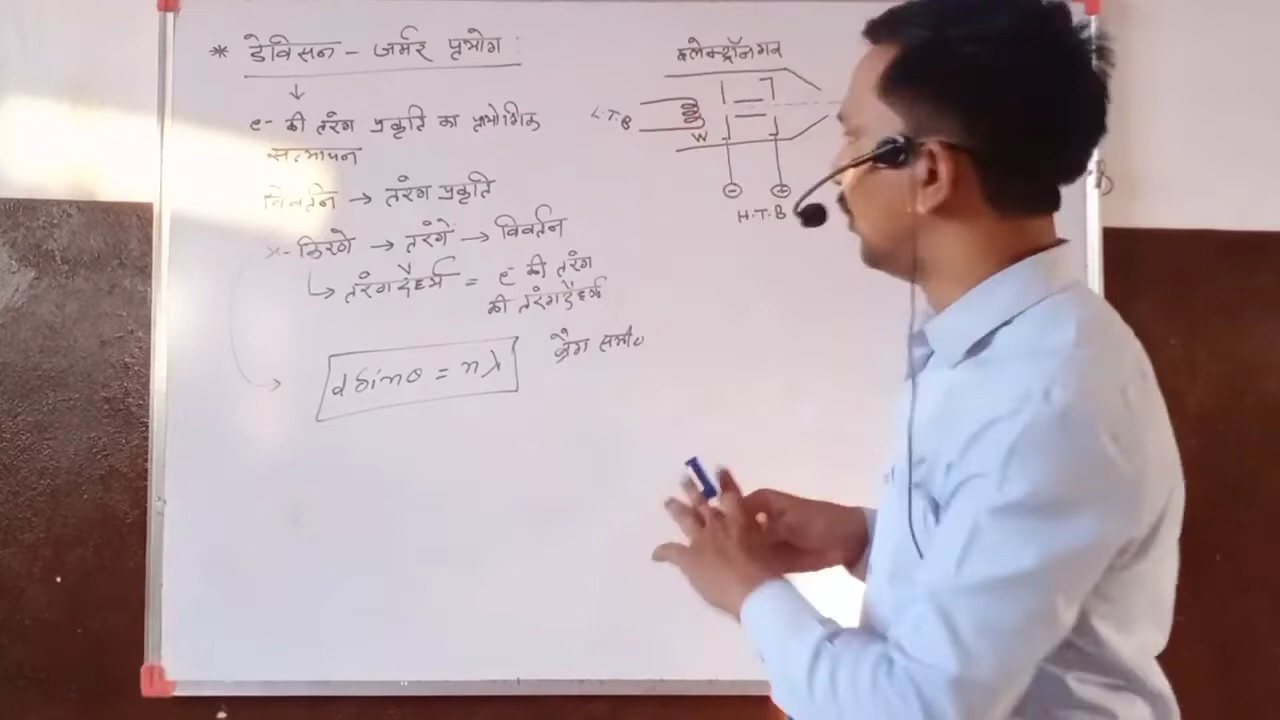 * डेविसन - जर्मर प्रयोग :
↓
e- की तरंग प्रकृति का प्रायोगिक
सत्यापन
विवर्तन → तरंग प्रकृति
x- किरणे → तरंगें → विवर्तन
↳ तरंगदैर्ध्य = e- की तरंग
की तरंगदैर्ध्य
d sinθ = nλ
ब्रैग समी०
इलेक्ट्रॉनगन
L.T.B
W
H.T.B
B